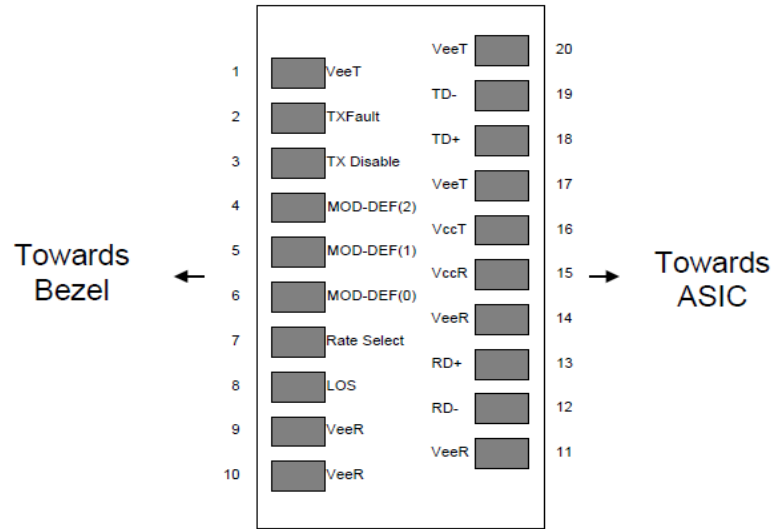 VeeT 20
1 VeeT
TD- 19
2 TXFault
TD+ 18
3 TX Disable
VeeT 17
4 MOD-DEF(2)
VccT 16
5 MOD-DEF(1)
Towards
Bezel
VccR 15
Towards
ASIC
6 MOD-DEF(0)
VeeR 14
7 Rate Select
RD+ 13
8 LOS
RD- 12
9 VeeR
VeeR 11
10 VeeR